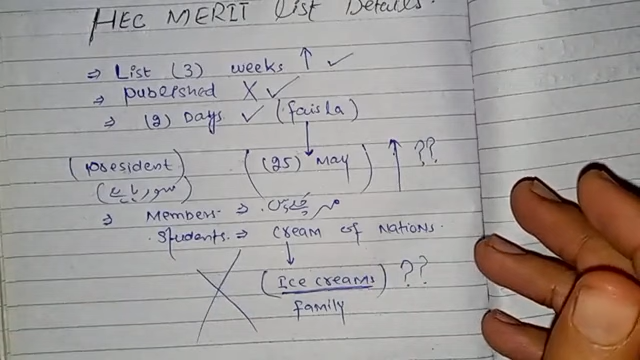 HEC MERIT List Details.
⇒ List (3) weeks ↑ ✓
⇒ published X ✓
⇒ (2) Days ✓ (faisla)
(president) ((25) May) ↑ ??
⇒ Members ⇒
Students ⇒ cream of Nations.
(Ice creams) ??
family